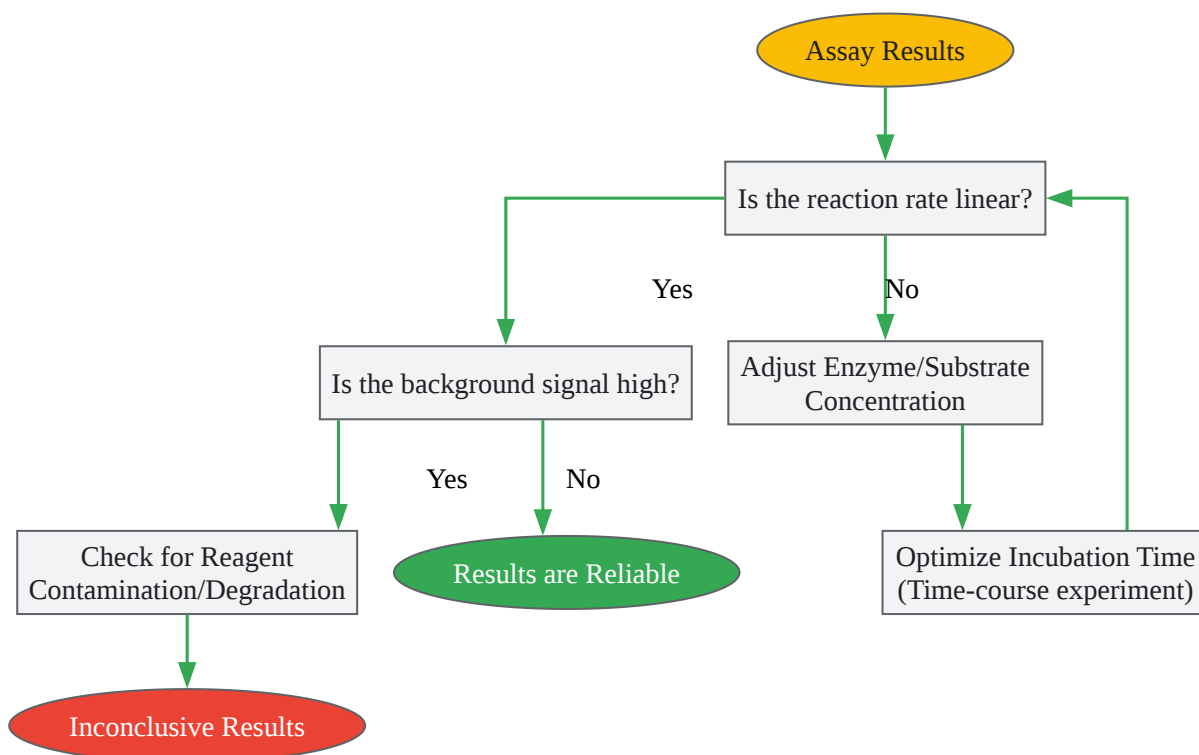 Assay Results
Is the reaction rate linear?
Yes
No
Is the background signal high?
Adjust Enzyme/Substrate
Concentration
Yes
No
Check for Reagent
Contamination/Degradation
Results are Reliable
Optimize Incubation Time
(Time-course experiment)
Inconclusive Results